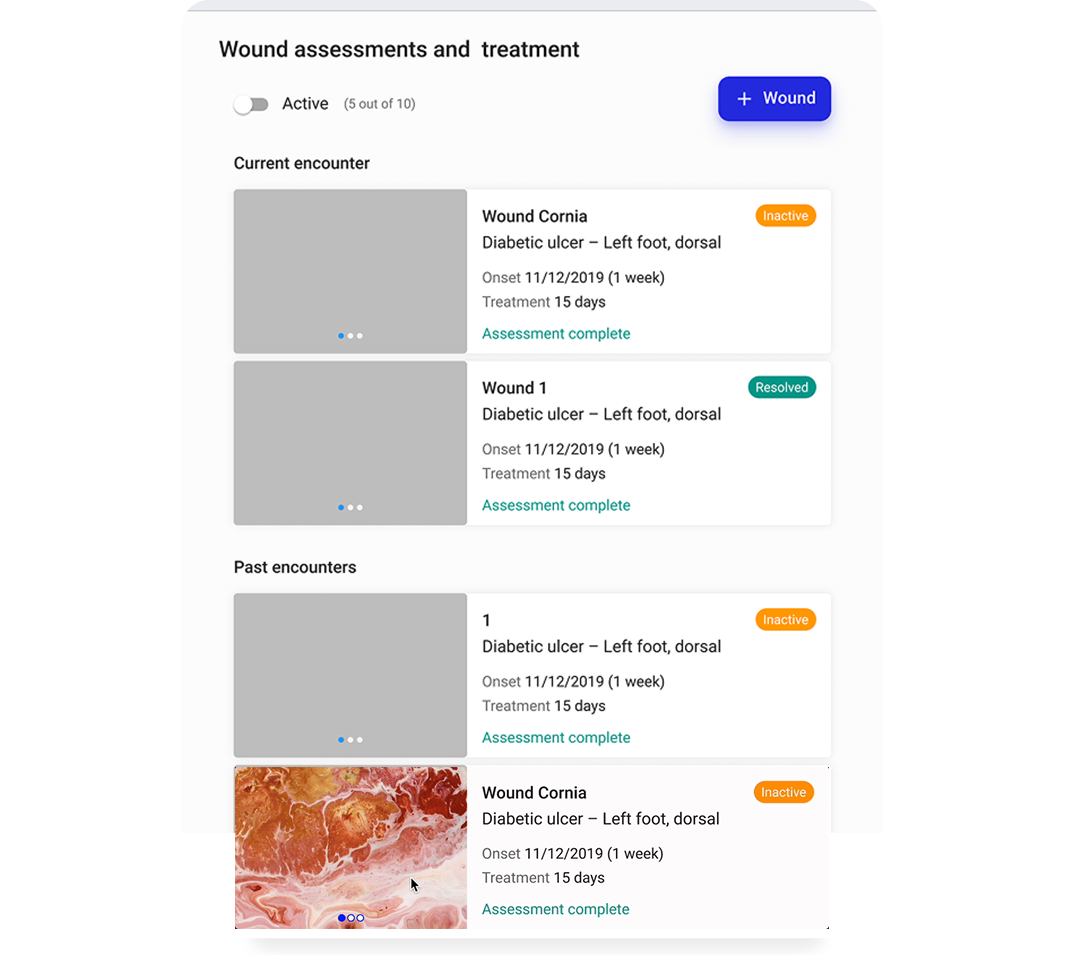 Wound assessments and treatment
Active (5 out of 10)
+ Wound
Current encounter
Wound Cornia
Inactive
Diabetic ulcer – Left foot, dorsal
Onset 11/12/2019 (1 week)
Treatment 15 days
Assessment complete
Wound 1
Resolved
Diabetic ulcer – Left foot, dorsal
Onset 11/12/2019 (1 week)
Treatment 15 days
Assessment complete
Past encounters
1
Inactive
Diabetic ulcer – Left foot, dorsal
Onset 11/12/2019 (1 week)
Treatment 15 days
Assessment complete
Wound Cornia
Inactive
Diabetic ulcer – Left foot, dorsal
Onset 11/12/2019 (1 week)
Treatment 15 days
Assessment complete